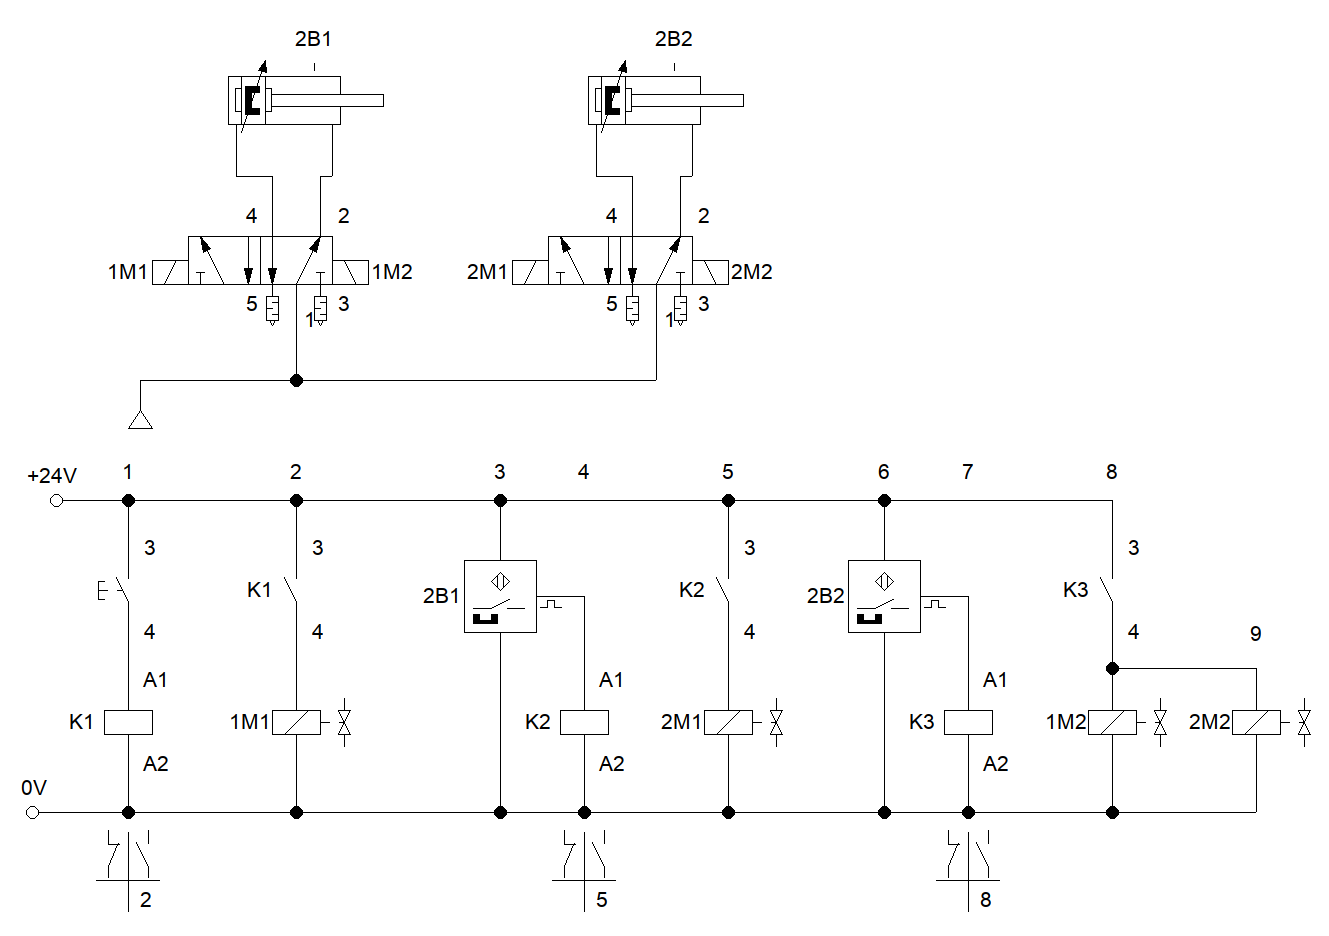 2B1 2B2
4 2 4 2
1M1 1M2 2M1 2M2
5 3 5 3
1 1
1 2 3 4 5 6 7 8
+24V
3 3 3 3
K1 K2 K3
2B1 2B2
4 4 4 4 9
A1 A1 A1
K1 1M1 K2 2M1 K3 1M2 2M2
A2 A2 A2
0V
2 5 8